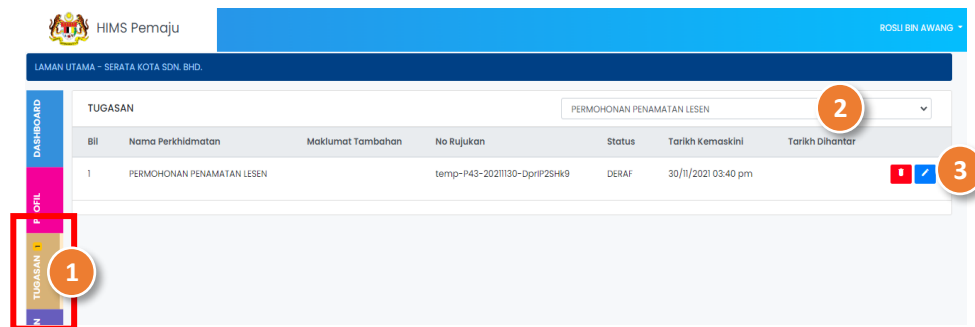 HIMS Pemaju
ROSLI BIN AWANG
LAMAN UTAMA - SERATA KOTA SDN. BHD.
DASHBOARD
PROFIL
TUGASAN 1
N
TUGASAN
PERMOHONAN PENAMATAN LESEN
Bil Nama Perkhidmatan Maklumat Tambahan No Rujukan Status Tarikh Kemaskini Tarikh Dihantar
1 PERMOHONAN PENAMATAN LESEN temp-P43-20211130-DprIP2SHk9 DERAF 30/11/2021 03:40 pm
1
2
3